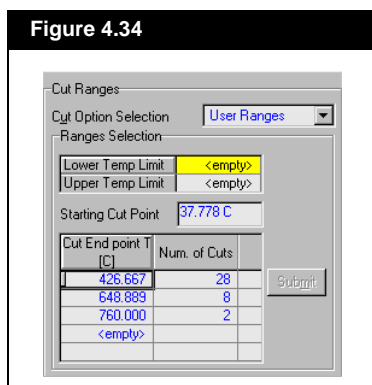 Figure 4.34
Cut Ranges
Cut Option Selection User Ranges
Ranges Selection
Lower Temp Limit <empty>
Upper Temp Limit <empty>
Starting Cut Point 37.778 C
Cut End point T [C] Num. of Cuts
426.667 28
648.889 8
760.000 2
<empty>
Submit